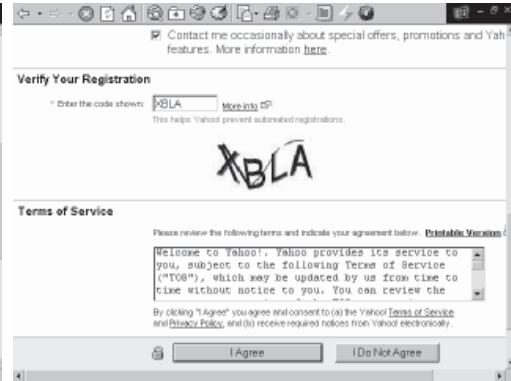 Contact me occasionally about special offers, promotions and Yah
features. More information here.
Verify Your Registration
* Enter the code shown: XBLA More info
This helps Yahoo! prevent automated registrations.
XBLA
Terms of Service
Please review the following terms and indicate your agreement below. Printable Version
Welcome to Yahoo!. Yahoo provides its service to
you, subject to the following Terms of Service
("TOS"), which may be updated by us from time to
time without notice to you. You can review the
By clicking "I Agree" you agree and consent to (a) the Yahoo! Terms of Service
and Privacy Policy, and (b) receive required notices from Yahoo! electronically.
I Agree I Do Not Agree